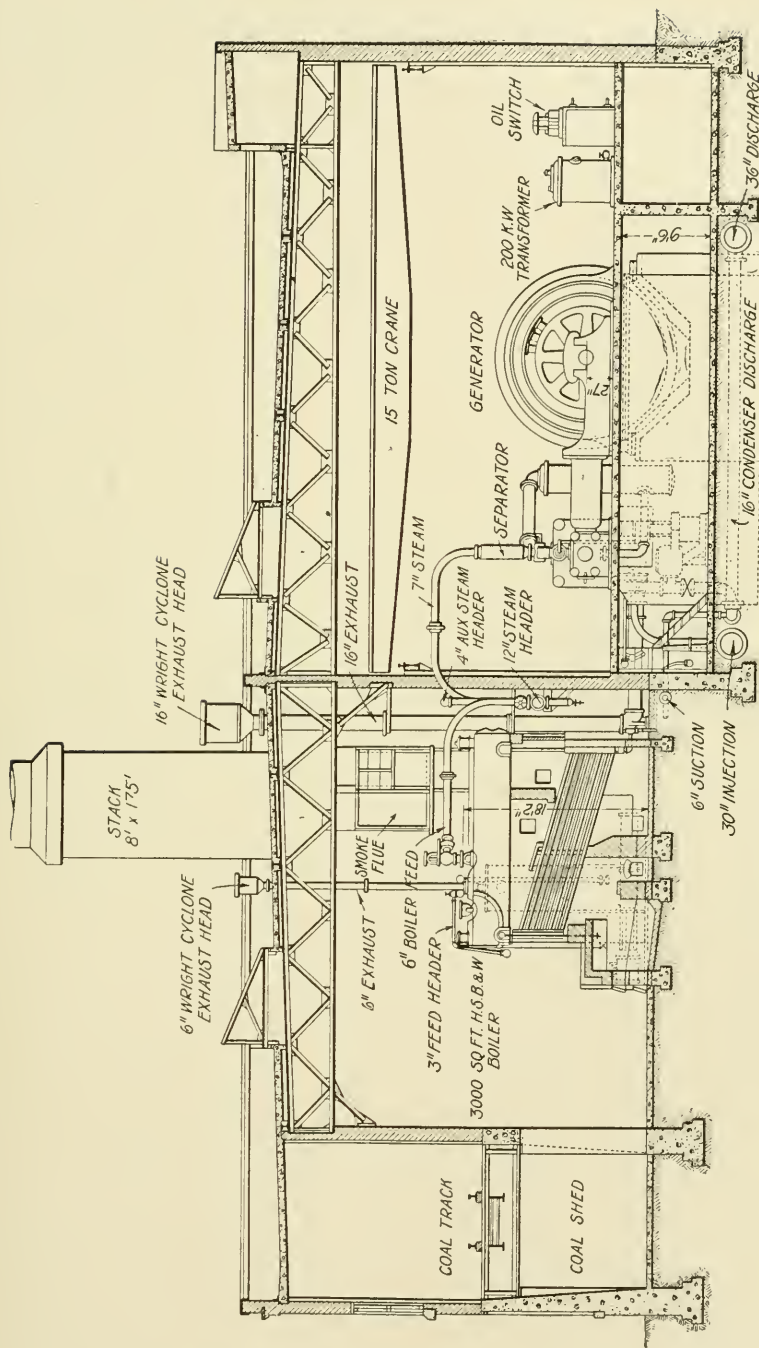 STACK
8' x 175'
16" WRIGHT CYCLONE
EXHAUST HEAD
6" WRIGHT CYCLONE
EXHAUST HEAD
COAL TRACK
COAL SHED
6" EXHAUST
SMOKE
FLUE
6" BOILER FEED
3" FEED HEADER
3000 SQ FT. H.S B.& W
BOILER
18'2"
16" EXHAUST
15 TON CRANE
7" STEAM
4" AUX STEAM
HEADER
12" STEAM
HEADER
SEPARATOR
GENERATOR
27"
200 K.W
TRANSFORMER
OIL
SWITCH
9'6"
6" SUCTION
30" INJECTION
16" CONDENSER DISCHARGE
36" DISCHARGE